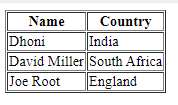 Name Country
Dhoni India
David Miller South Africa
Joe Root England